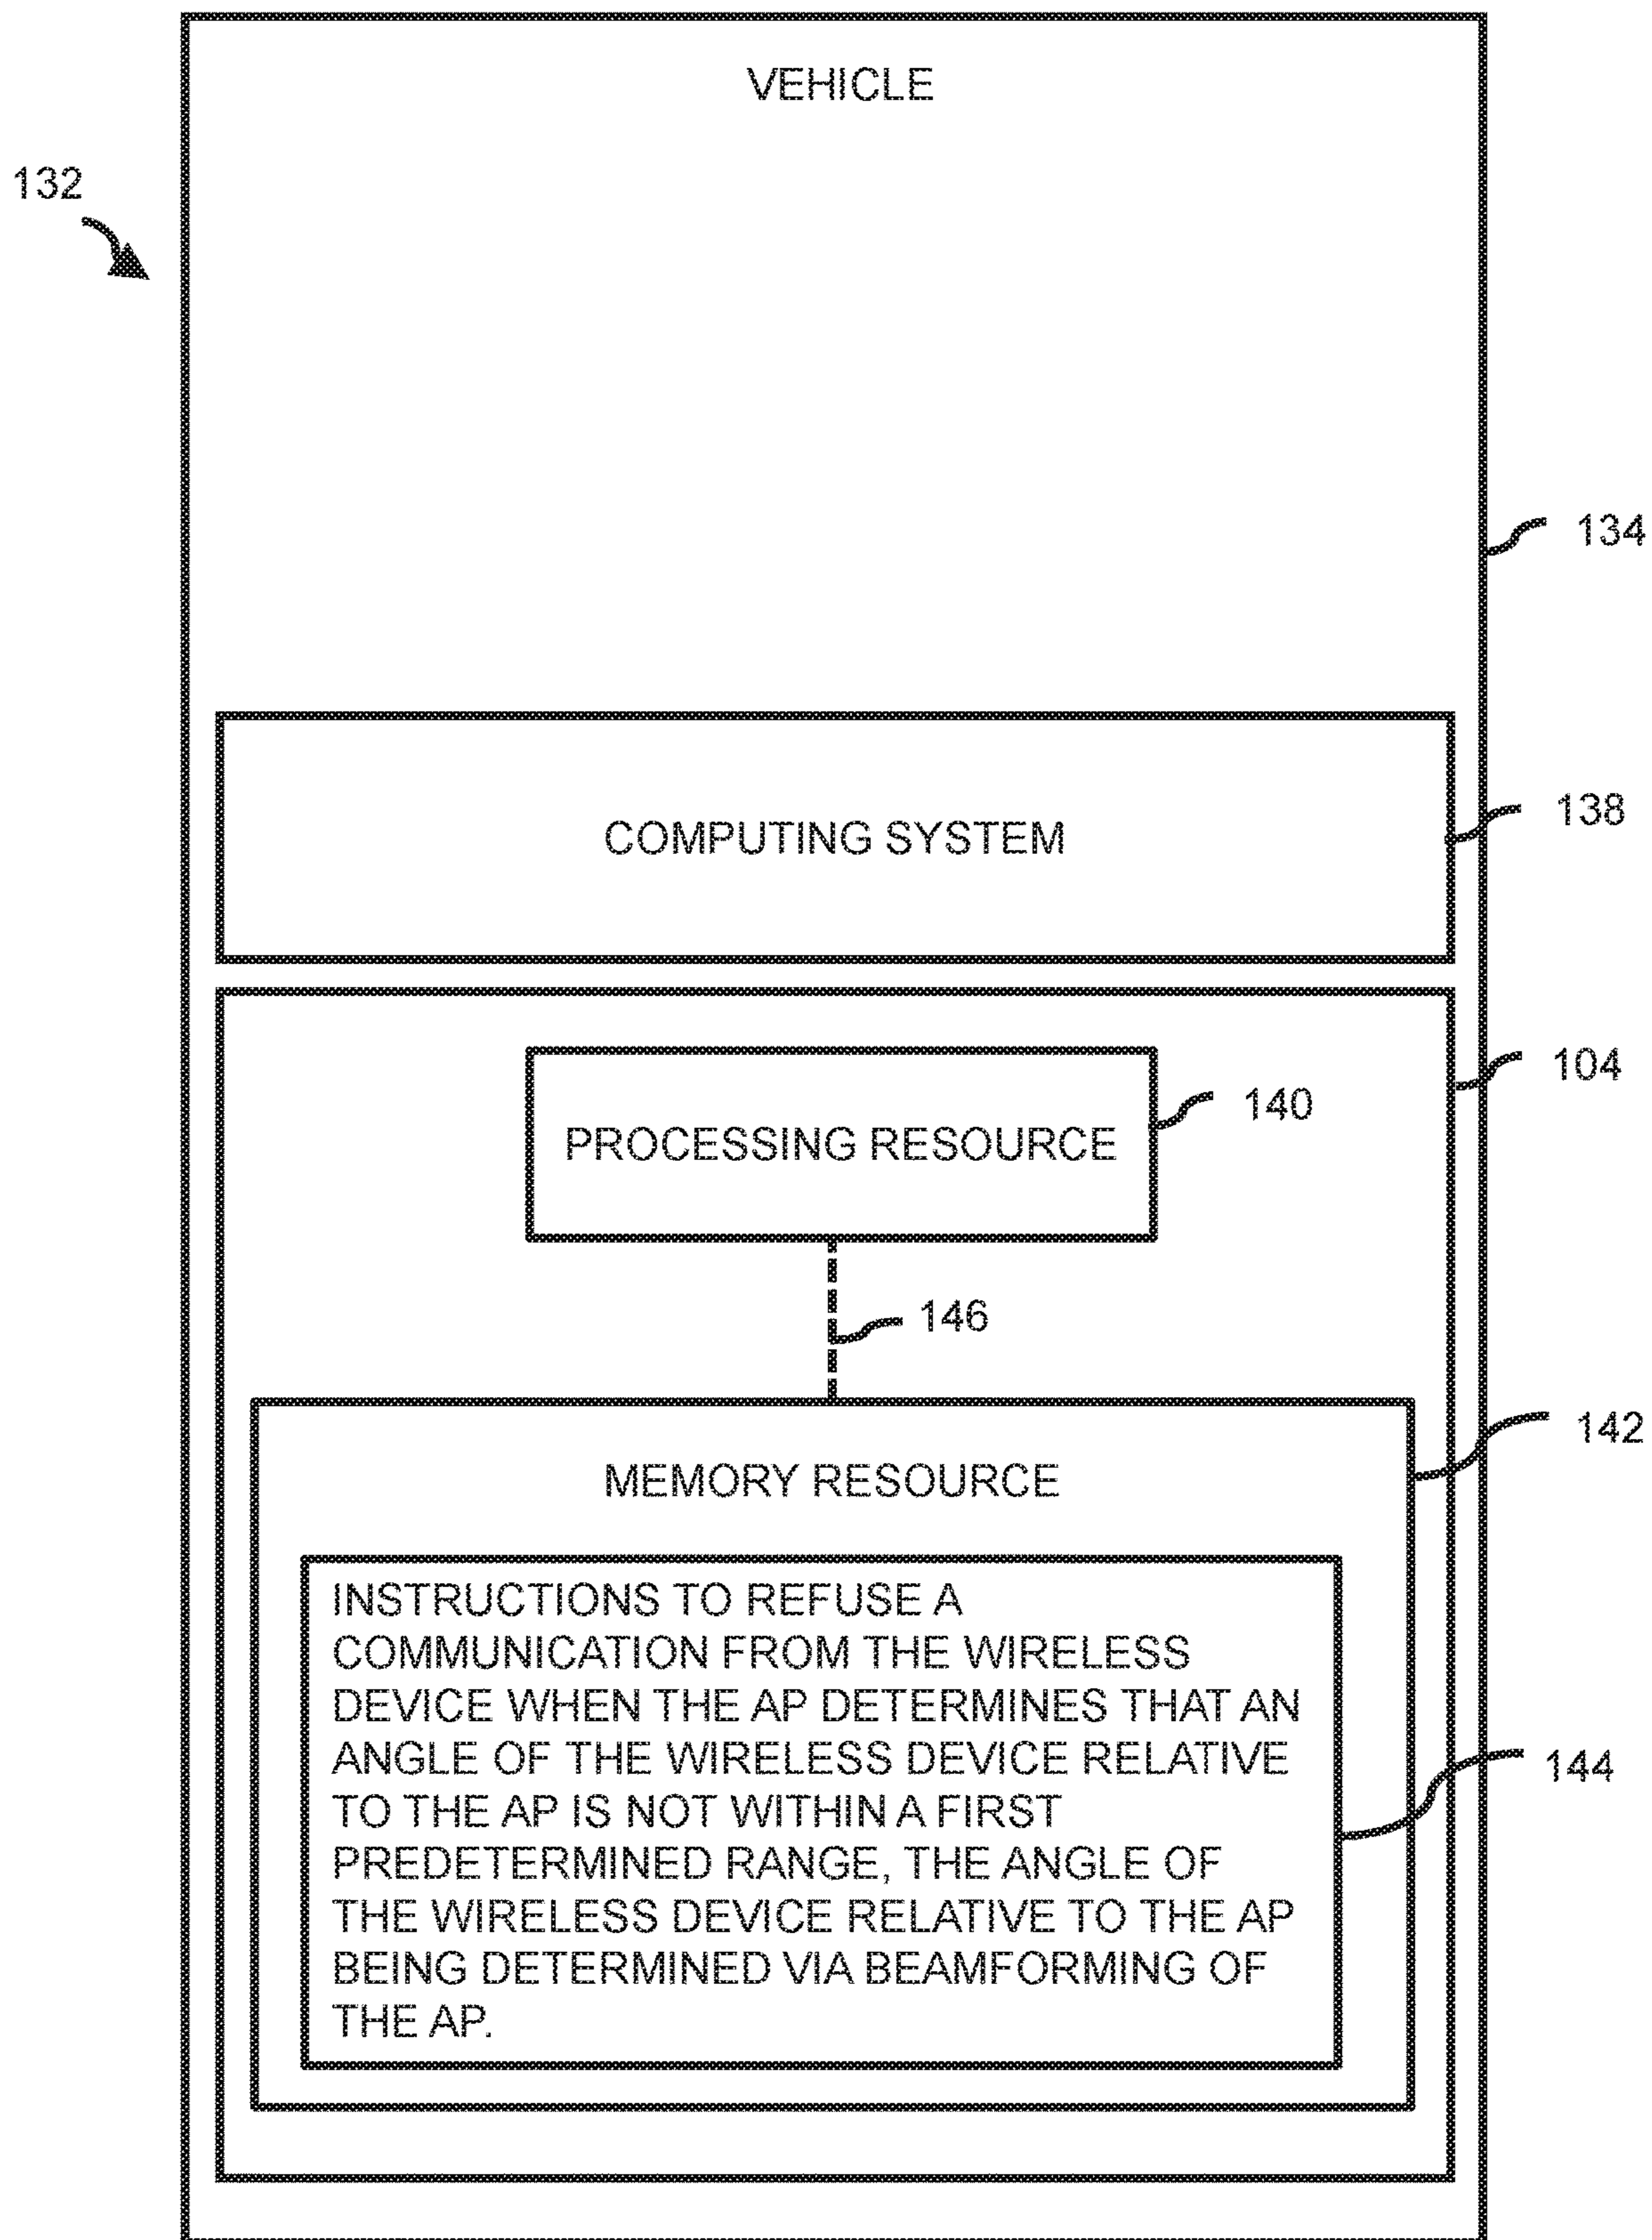 VEHICLE
132
134
138
COMPUTING SYSTEM
104
140
PROCESSING RESOURCE
146
142
MEMORY RESOURCE
INSTRUCTIONS TO REFUSE A
COMMUNICATION FROM THE WIRELESS
DEVICE WHEN THE AP DETERMINES THAT AN
ANGLE OF THE WIRELESS DEVICE RELATIVE
144
TO THE AP IS NOT WITHIN A FIRST
PREDETERMINED RANGE, THE ANGLE OF
THE WIRELESS DEVICE RELATIVE TO THE AP
BEING DETERMINED VIA BEAMFORMING OF
THE AP.